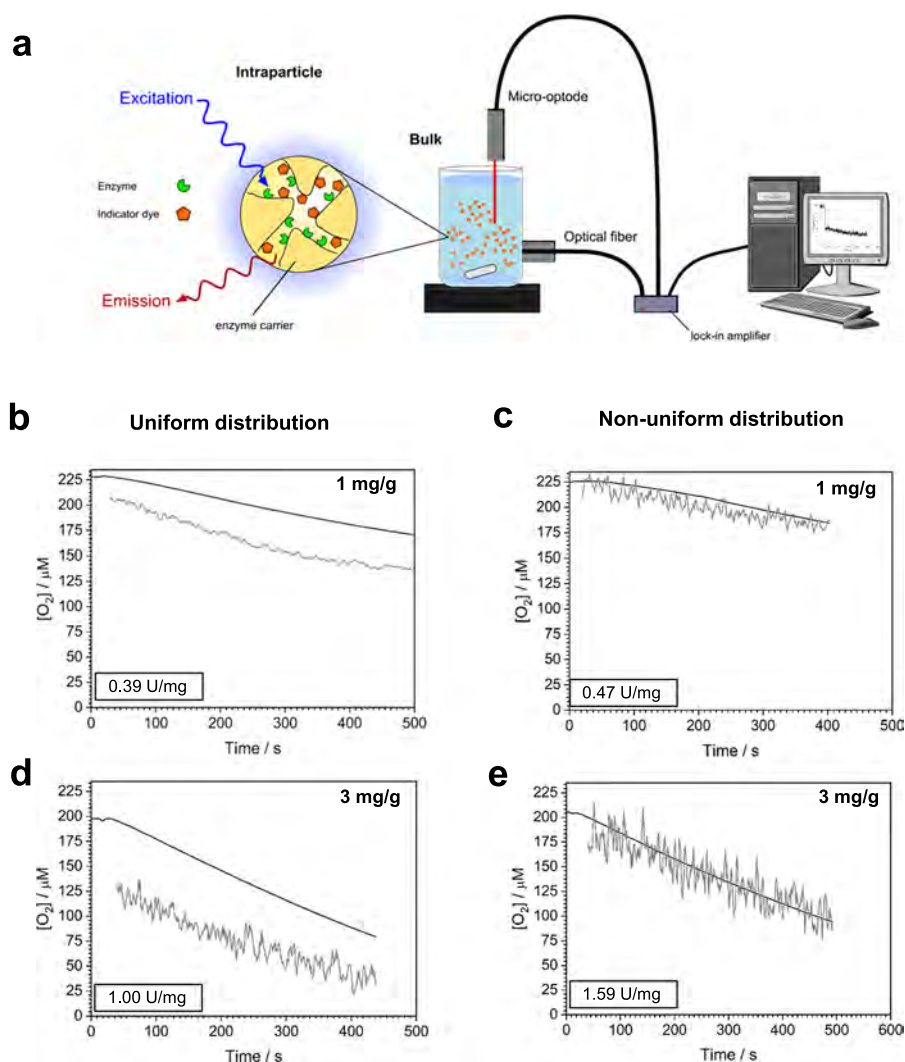 a
Intraparticle
Excitation
Enzyme
Indicator dye
Emission
enzyme carrier
Bulk
Micro-optode
Optical fiber
lock-in amplifier
b
Uniform distribution
1 mg/g
[O₂] / µM
225
200
175
150
125
100
75
50
25
0
0.39 U/mg
0 100 200 300 400 500
Time / s
c
Non-uniform distribution
1 mg/g
[O₂] / µM
225
200
175
150
125
100
75
50
25
0
0.47 U/mg
0 100 200 300 400 500
Time / s
d
3 mg/g
[O₂] / µM
225
200
175
150
125
100
75
50
25
0
1.00 U/mg
0 100 200 300 400 500
Time / s
e
3 mg/g
[O₂] / µM
225
200
175
150
125
100
75
50
25
0
1.59 U/mg
0 100 200 300 400 500 600
Time / s